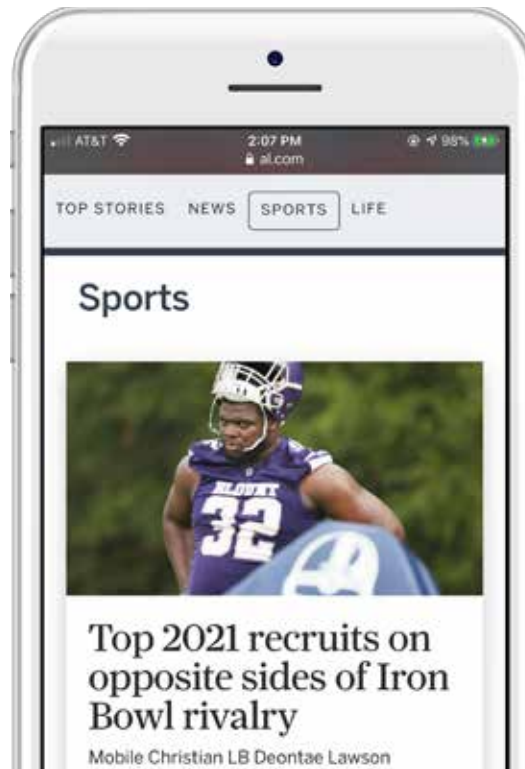 AT&T 2:07 PM 98%
al.com
TOP STORIES NEWS SPORTS LIFE
Sports
G
BLOUNT
32
Top 2021 recruits on
opposite sides of Iron
Bowl rivalry
Mobile Christian LB Deontae Lawson